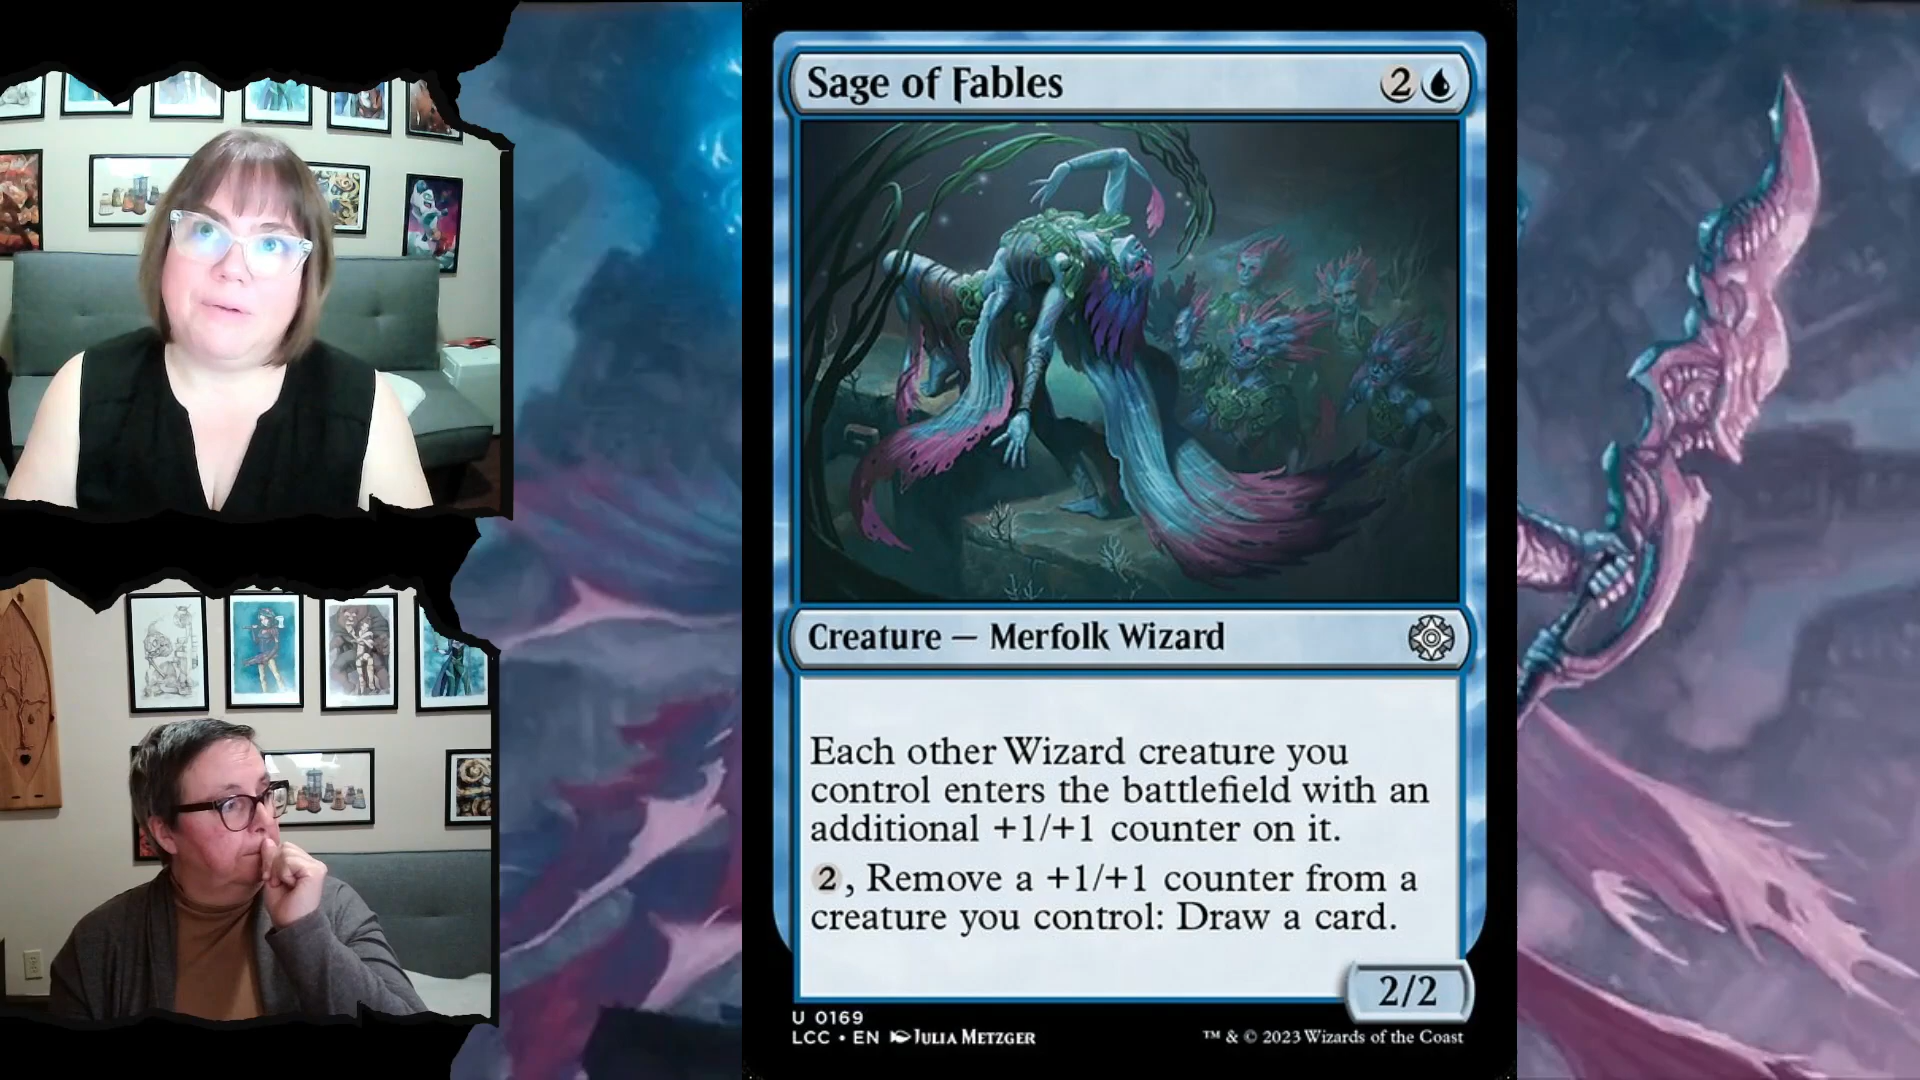 Sage of Fables 2
Creature — Merfolk Wizard
Each other Wizard creature you
control enters the battlefield with an
additional +1/+1 counter on it.
2, Remove a +1/+1 counter from a
creature you control: Draw a card.
2/2
U 0169
LCC • EN Julia Metzger
™ & © 2023 Wizards of the Coast